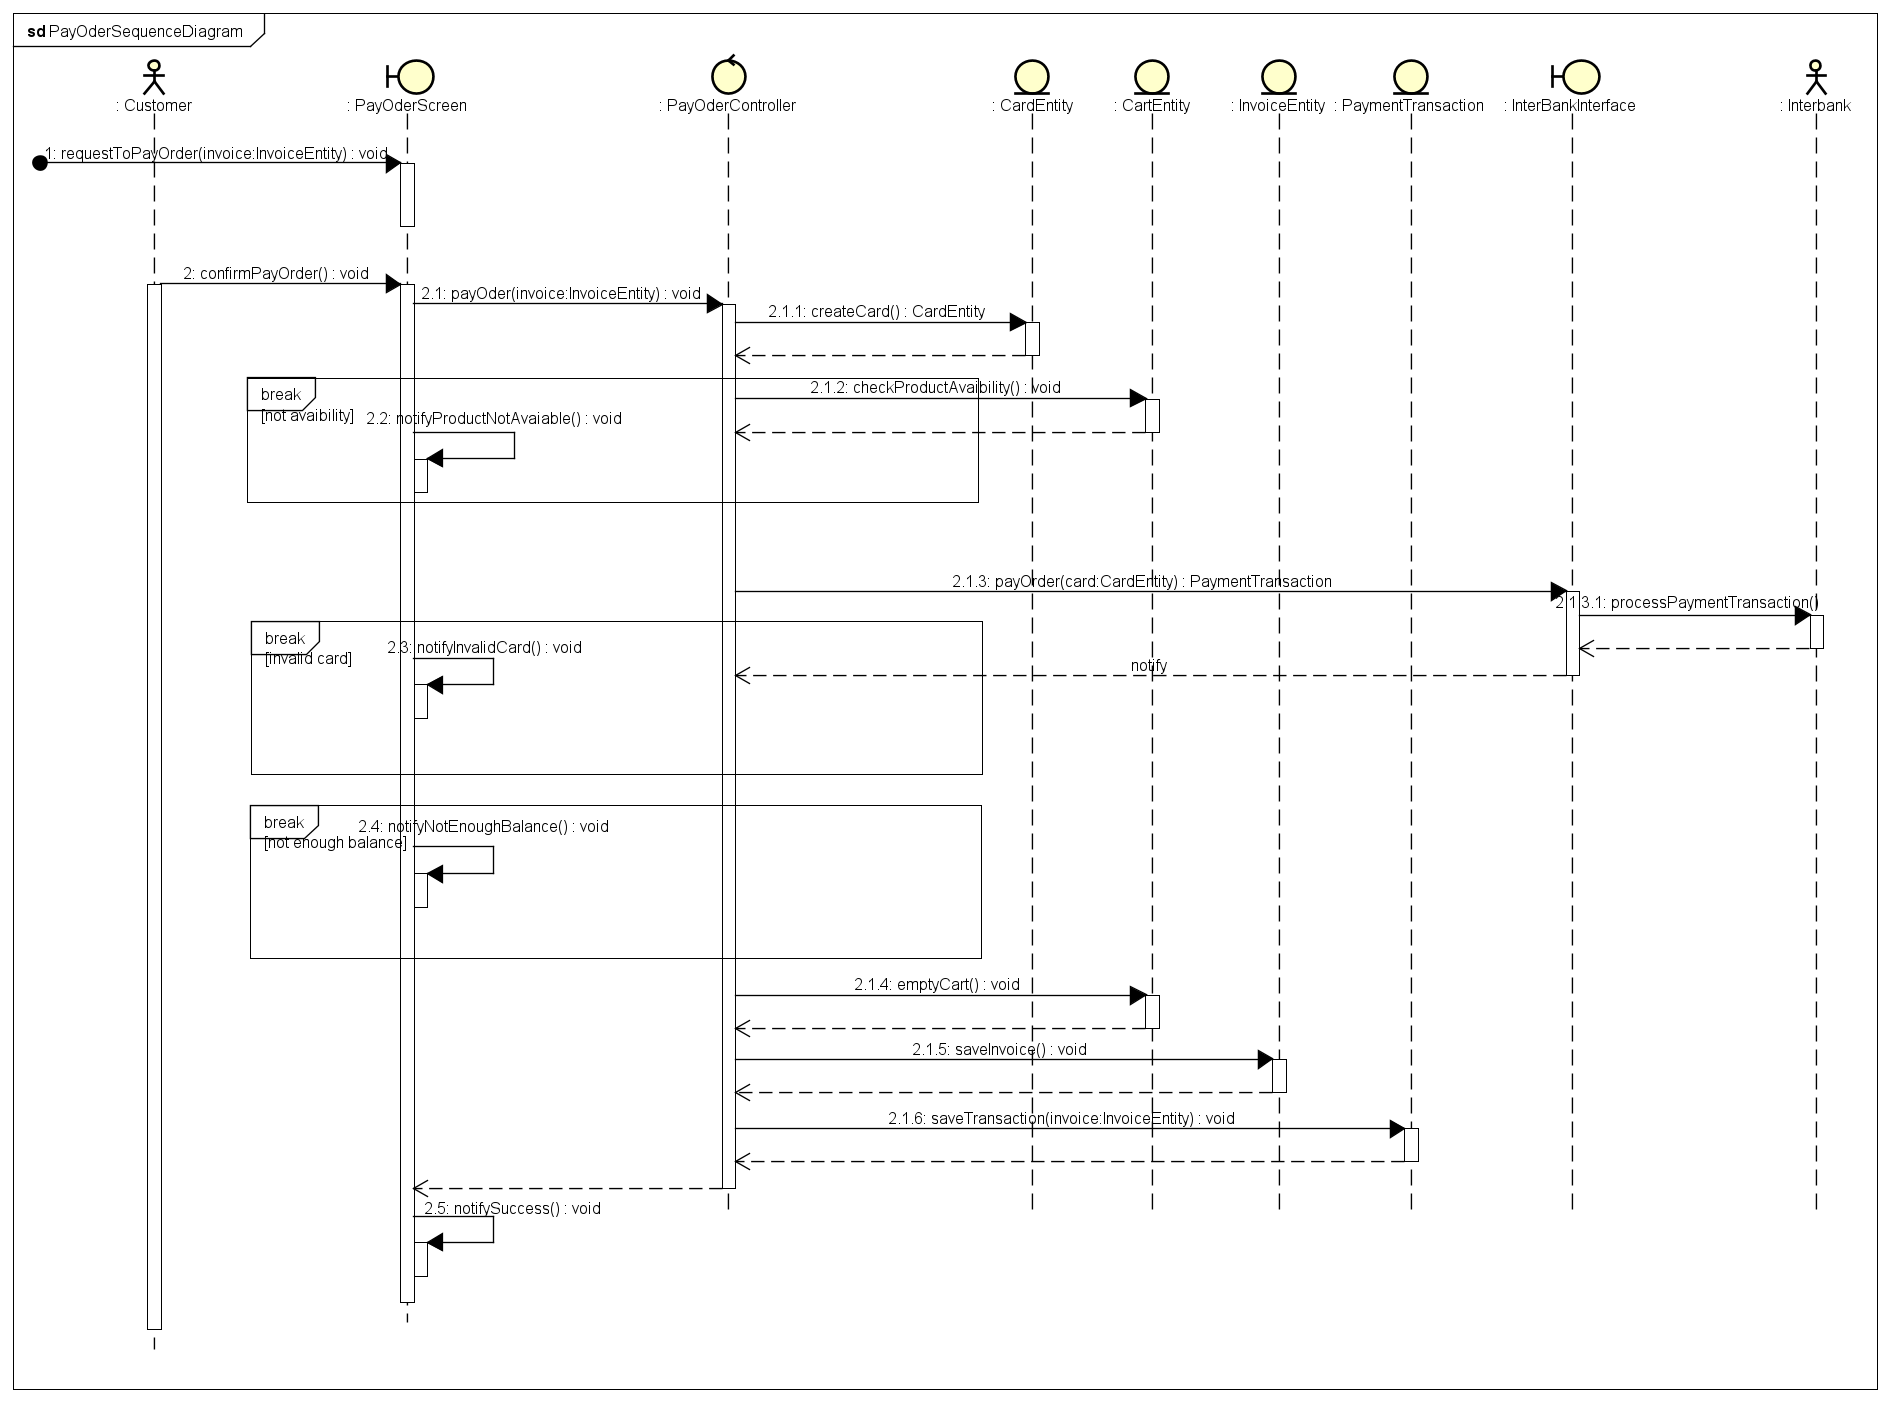 sd PayOderSequenceDiagram
: Customer
: PayOderScreen
: PayOderController
: CardEntity
: CartEntity
: InvoiceEntity
: PaymentTransaction
: InterBankInterface
: Interbank
1: requestToPayOrder(invoice:InvoiceEntity) : void
2: confirmPayOrder() : void
2.1: payOder(invoice:InvoiceEntity) : void
2.1.1: createCard() : CardEntity
break
[not avaibility]
2.1.2: checkProductAvaibility() : void
2.2: notifyProductNotAvaiable() : void
2.1.3: payOrder(card:CardEntity) : PaymentTransaction
2.1.3.1: processPaymentTransaction()
break
[invalid card]
2.3: notifyInvalidCard() : void
notify
break
[not enough balance]
2.4: notifyNotEnoughBalance() : void
2.1.4: emptyCart() : void
2.1.5: saveInvoice() : void
2.1.6: saveTransaction(invoice:InvoiceEntity) : void
2.5: notifySuccess() : void